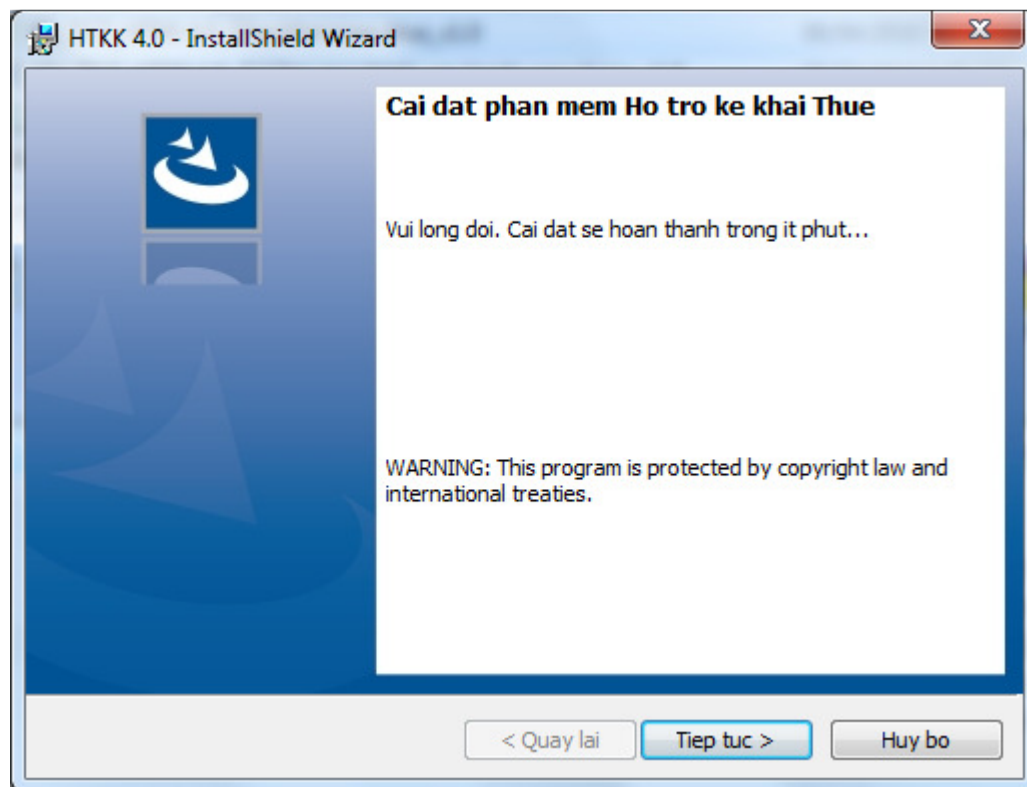 HTKK 4.0 - InstallShield Wizard
Cai dat phan mem Ho tro ke khai Thue
Vui long doi. Cai dat se hoan thanh trong it phut...
WARNING: This program is protected by copyright law and
international treaties.
< Quay lai
Tiep tuc >
Huy bo